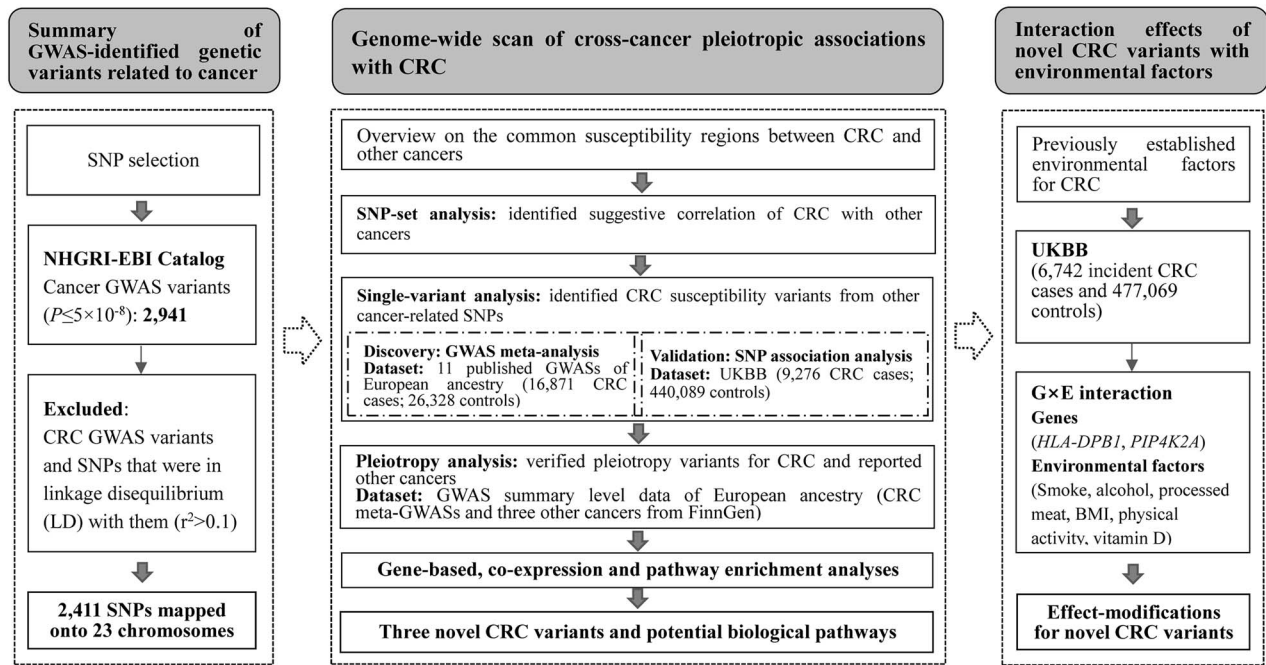 Summary of
GWAS-identified genetic
variants related to cancer
SNP selection
NHGRI-EBI Catalog
Cancer GWAS variants
(P≤5×10⁻⁸): 2,941
Excluded:
CRC GWAS variants
and SNPs that were in
linkage disequilibrium
(LD) with them (r²>0.1)
2,411 SNPs mapped
onto 23 chromosomes
Genome-wide scan of cross-cancer pleiotropic associations
with CRC
Overview on the common susceptibility regions between CRC and
other cancers
SNP-set analysis: identified suggestive correlation of CRC with other
cancers
Single-variant analysis: identified CRC susceptibility variants from other
cancer-related SNPs
Discovery: GWAS meta-analysis
Dataset: 11 published GWASs of
European ancestry (16,871 CRC
cases; 26,328 controls)
Validation: SNP association analysis
Dataset: UKBB (9,276 CRC cases;
440,089 controls)
Pleiotropy analysis: verified pleiotropy variants for CRC and reported
other cancers
Dataset: GWAS summary level data of European ancestry (CRC
meta-GWASs and three other cancers from FinnGen)
Gene-based, co-expression and pathway enrichment analyses
Three novel CRC variants and potential biological pathways
Interaction effects of
novel CRC variants with
environmental factors
Previously established
environmental factors
for CRC
UKBB
(6,742 incident CRC
cases and 477,069
controls)
G×E interaction
Genes
(HLA-DPB1, PIP4K2A)
Environmental factors
(Smoke, alcohol, processed
meat, BMI, physical
activity, vitamin D)
Effect-modifications
for novel CRC variants